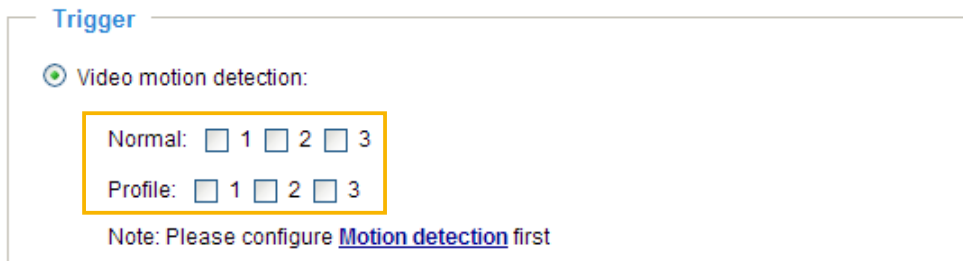 Trigger
Video motion detection:
Normal: 1 2 3
Profile: 1 2 3
Note: Please configure Motion detection first